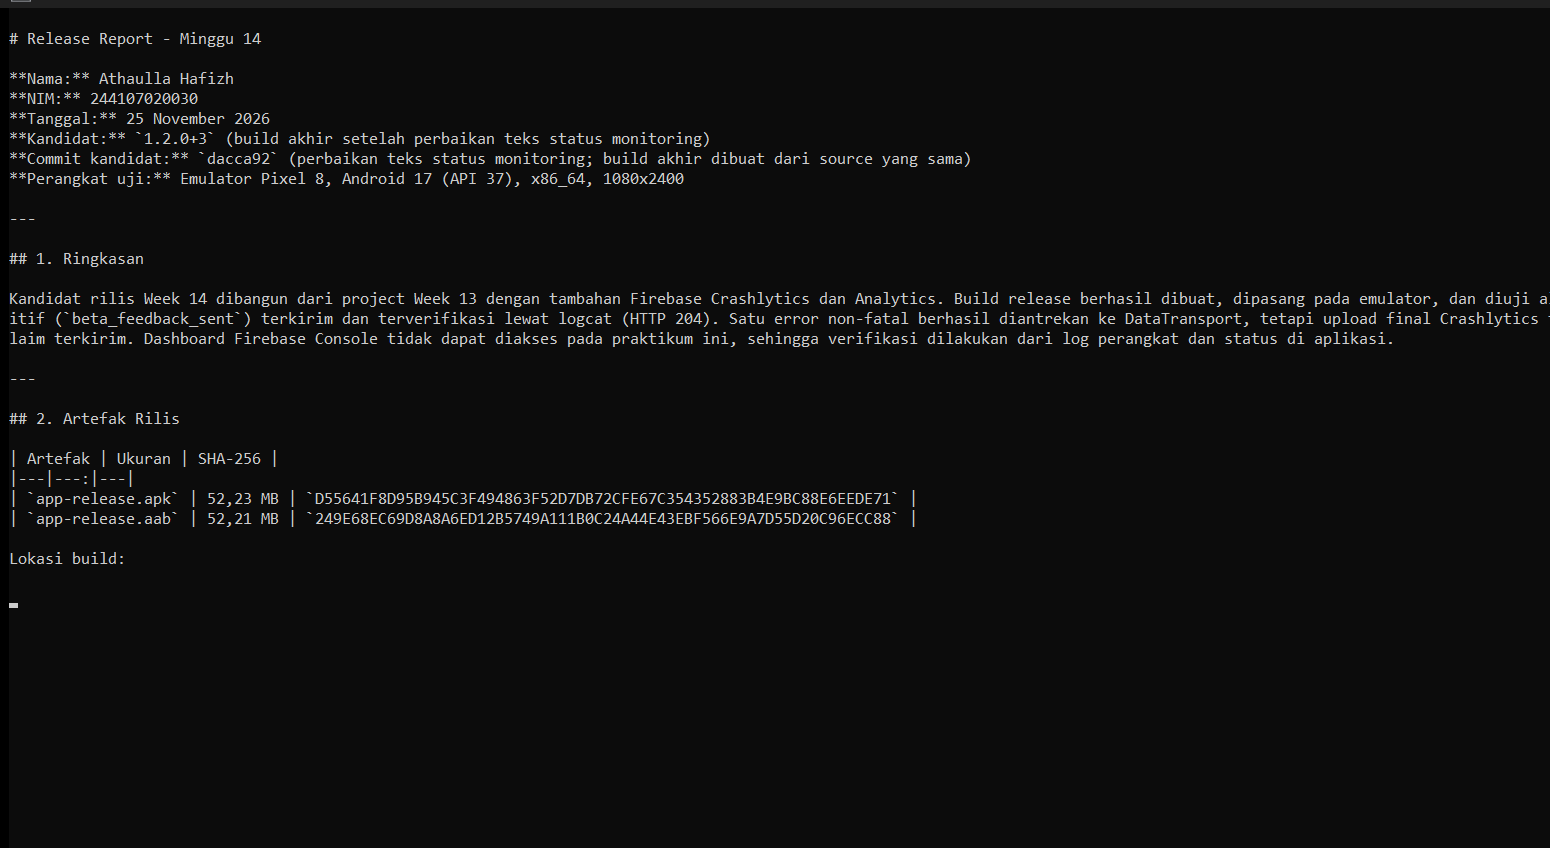 # Release Report - Minggu 14
**Nama:** Athaulla Hafizh
**NIM:** 244107020030
**Tanggal:** 25 November 2026
**Kandidat:** `1.2.0+3` (build akhir setelah perbaikan teks status monitoring)
**Commit kandidat:** `dacca92` (perbaikan teks status monitoring; build akhir dibuat dari source yang sama)
**Perangkat uji:** Emulator Pixel 8, Android 17 (API 37), x86_64, 1080x2400
---
## 1. Ringkasan
Kandidat rilis Week 14 dibangun dari project Week 13 dengan tambahan Firebase Crashlytics dan Analytics. Build release berhasil dibuat, dipasang pada emulator, dan diuji
itif (`beta_feedback_sent`) terkirim dan terverifikasi lewat logcat (HTTP 204). Satu error non-fatal berhasil diantrekan ke DataTransport, tetapi upload final Crashlytics
laim terkirim. Dashboard Firebase Console tidak dapat diakses pada praktikum ini, sehingga verifikasi dilakukan dari log perangkat dan status di aplikasi.
---
## 2. Artefak Rilis
| Artefak | Ukuran | SHA-256 |
|---|---:|---|
| `app-release.apk` | 52,23 MB | `D55641F8D95B945C3F494863F52D7DB72CFE67C354352883B4E9BC88E6EEDE71` |
| `app-release.aab` | 52,21 MB | `249E68EC69D8A8A6ED12B5749A111B0C24A44E43EBF566E9A7D55D20C96ECC88` |
Lokasi build: